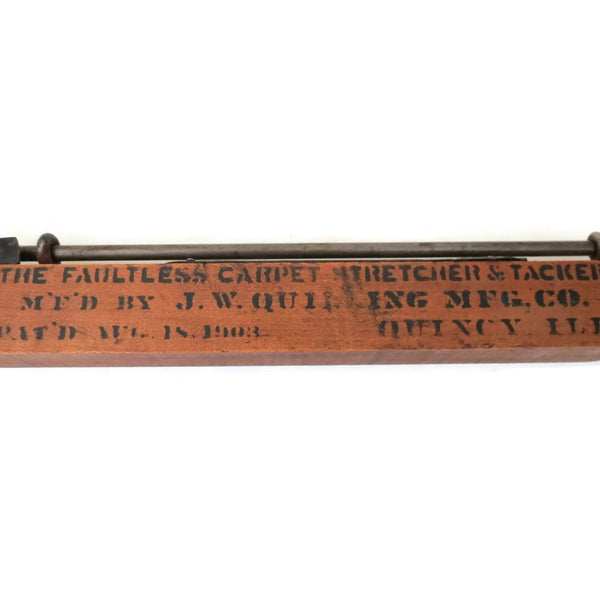 THE FAULTLESS CARPET STRETCHER & TACKER
M'F'D BY J.W. QUILLING MFG. CO.
PAT'D AUG. 18, 1903. QUINCY ILL